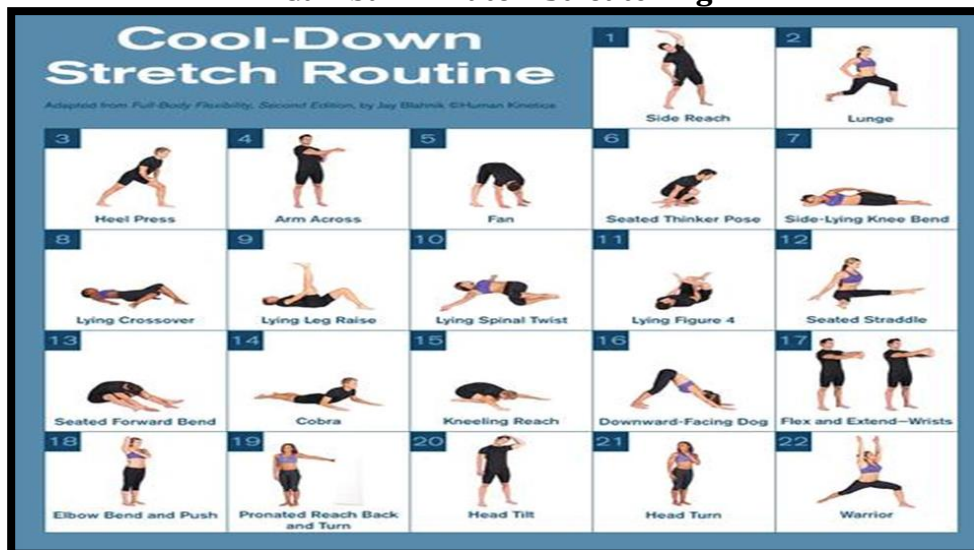 Cool-Down
Stretch Routine
Adapted from Full-Body Flexibility, Second Edition, by Jay Blahnik ©Human Kinetics
1
Side Reach
2
Lunge
3
Heel Press
4
Arm Across
5
Fan
6
Seated Thinker Pose
7
Side-Lying Knee Bend
8
Lying Crossover
9
Lying Leg Raise
10
Lying Spinal Twist
11
Lying Figure 4
12
Seated Straddle
13
Seated Forward Bend
14
Cobra
15
Kneeling Reach
16
Downward-Facing Dog
17
Flex and Extend—Wrists
18
Elbow Bend and Push
19
Pronated Reach Back
and Turn
20
Head Tilt
21
Head Turn
22
Warrior